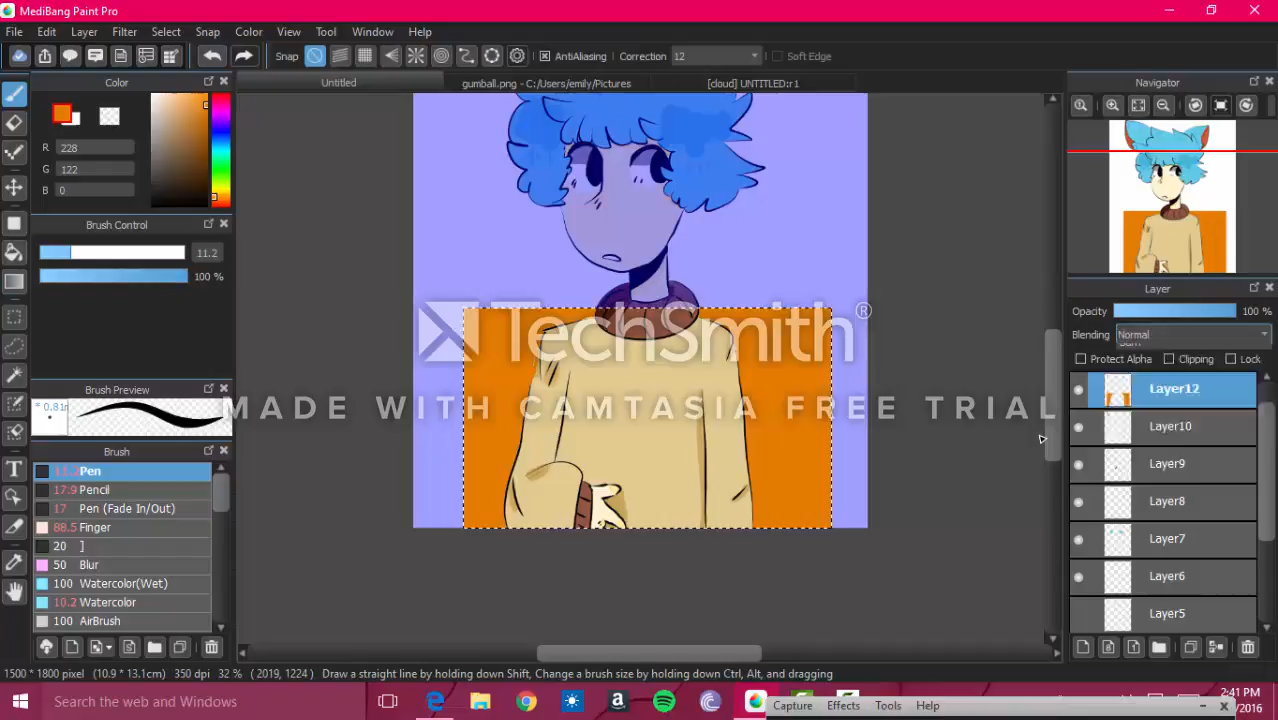 MediBang Paint Pro
File Edit Layer Filter Select Snap Color View Tool Window Help
Snap AntiAliasing Correction 12 Soft Edge
Color
R 228
G 122
B 0
Brush Control
11.2
100 %
Brush Preview
* 0.81
Brush
11.2 Pen
17.9 Pencil
17 Pen (Fade In/Out)
88.5 Finger
20 ]
50 Blur
100 Watercolor(Wet)
10.2 Watercolor
100 AirBrush
Untitled gumball.png - C:/Users/emily/Pictures [cloud] UNTITLED:r1
TechSmith®
MADE WITH CAMTASIA FREE TRIAL
Navigator
Layer
Opacity 100 %
Blending Normal
Protect Alpha Clipping Lock
Layer12
Layer10
Layer9
Layer8
Layer7
Layer6
Layer5
1500 * 1800 pixel (10.9 * 13.1cm) 350 dpi 32 % ( 2019, 1224 ) Draw a straight line by holding down Shift, Change a brush size by holding down Ctrl, Alt, and dragging
Search the web and Windows
Capture Effects Tools Help
2:41 PM
/2016